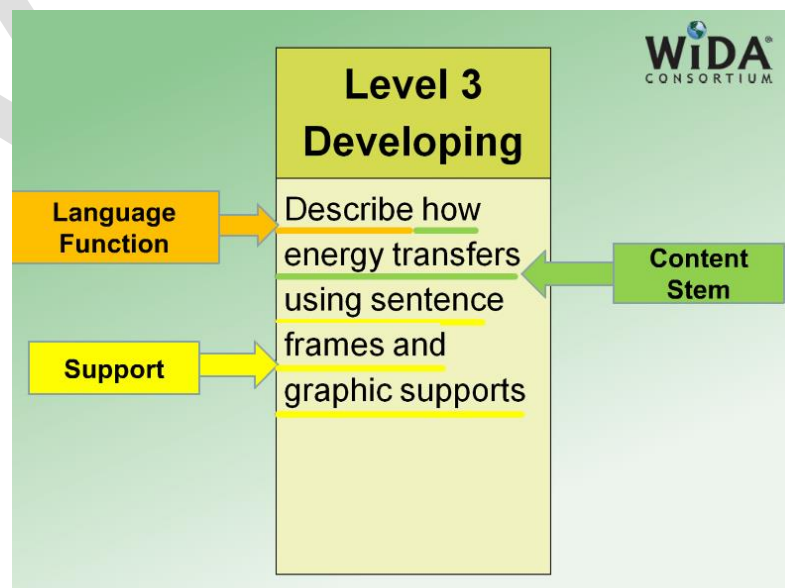 WiDA®
CONSORTIUM
Level 3
Developing
Language
Function
Describe how
energy transfers
using sentence
frames and
graphic supports
Content
Stem
Support